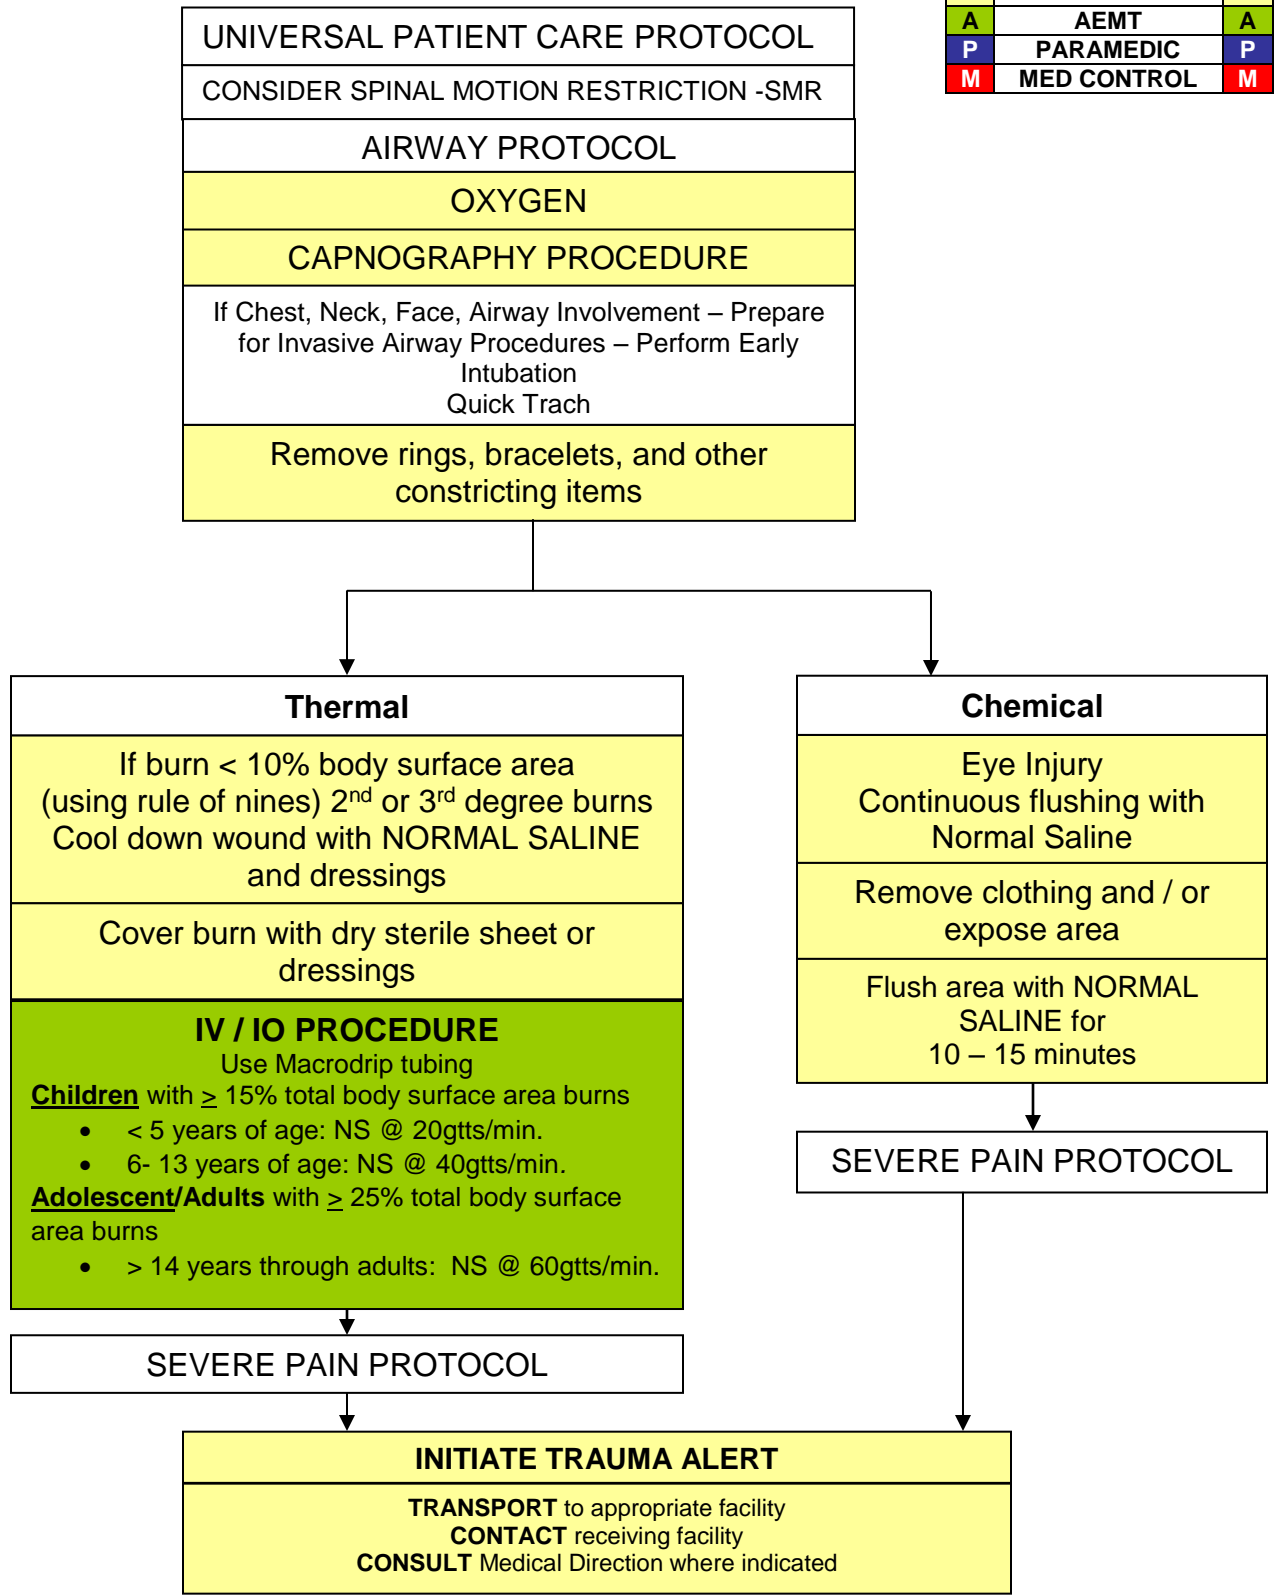 A AEMT A
P PARAMEDIC P
M MED CONTROL M
UNIVERSAL PATIENT CARE PROTOCOL
CONSIDER SPINAL MOTION RESTRICTION -SMR
AIRWAY PROTOCOL
OXYGEN
CAPNOGRAPHY PROCEDURE
If Chest, Neck, Face, Airway Involvement – Prepare
for Invasive Airway Procedures – Perform Early
Intubation
Quick Trach
Remove rings, bracelets, and other
constricting items
Thermal
If burn < 10% body surface area
(using rule of nines) 2nd or 3rd degree burns
Cool down wound with NORMAL SALINE
and dressings
Cover burn with dry sterile sheet or
dressings
IV / IO PROCEDURE
Use Macrodrip tubing
Children with ≥ 15% total body surface area burns
• < 5 years of age: NS @ 20gtts/min.
• 6- 13 years of age: NS @ 40gtts/min.
Adolescent/Adults with ≥ 25% total body surface
area burns
• > 14 years through adults: NS @ 60gtts/min.
SEVERE PAIN PROTOCOL
Chemical
Eye Injury
Continuous flushing with
Normal Saline
Remove clothing and / or
expose area
Flush area with NORMAL
SALINE for
10 – 15 minutes
SEVERE PAIN PROTOCOL
INITIATE TRAUMA ALERT
TRANSPORT to appropriate facility
CONTACT receiving facility
CONSULT Medical Direction where indicated